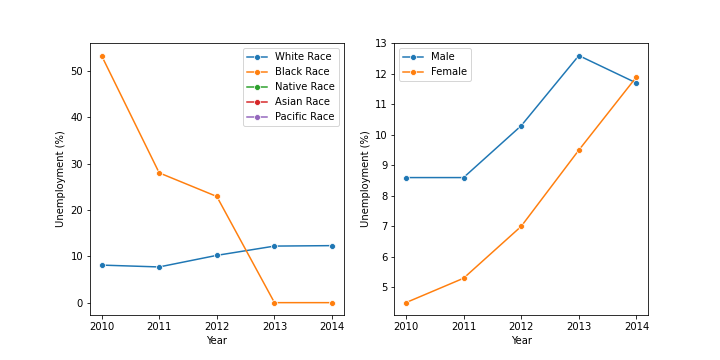 White Race
Black Race
Native Race
Asian Race
Pacific Race
50
40
30
20
10
0
Unemployment (%)
2010 2011 2012 2013 2014
Year
Male
Female
13
12
11
10
9
8
7
6
5
Unemployment (%)
2010 2011 2012 2013 2014
Year